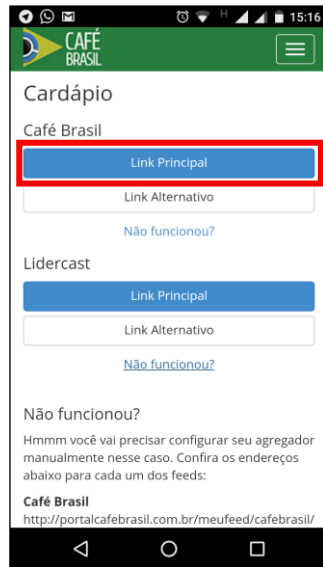 H 15:16
CAFÉ
BRASIL
Cardápio
Café Brasil
Link Principal
Link Alternativo
Não funcionou?
Lidercast
Link Principal
Link Alternativo
Não funcionou?
Não funcionou?
Hmmm você vai precisar configurar seu agregador
manualmente nesse caso. Confira os endereços
abaixo para cada um dos feeds:
Café Brasil
http://portalcafebrasil.com.br/meufeed/cafebrasil/